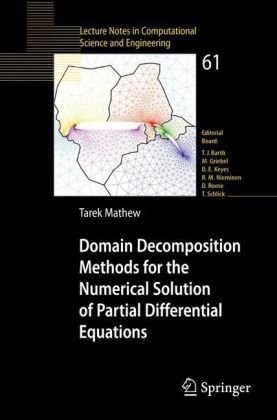 Lecture Notes in Computational
Science and Engineering
61
Editorial
Board:
T. J. Barth
M. Griebel
D. E. Keyes
R. M. Nieminen
D. Roose
T. Schlick
Tarek Mathew
Domain Decomposition
Methods for the
Numerical Solution
of Partial Differential
Equations
Springer